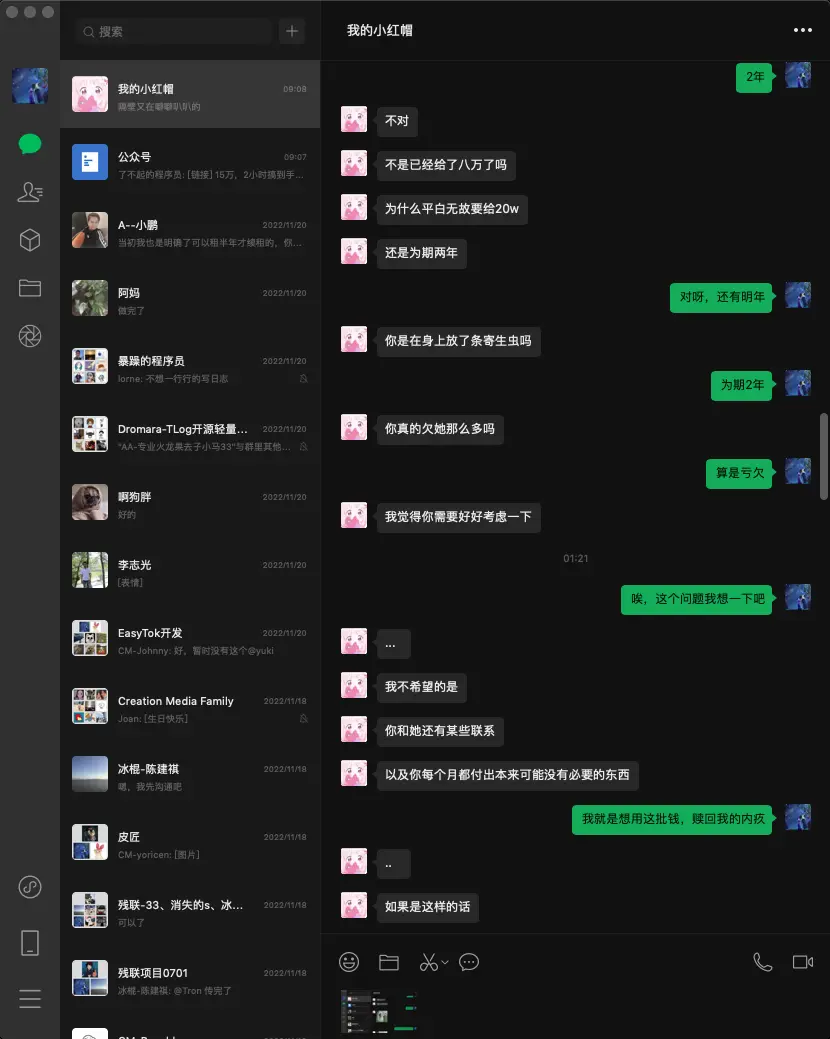 搜索
我的小红帽
09:08
隔壁又在噼噼叭叭的
公众号
09:07
了不起的程序员: [链接] 15万，2小时搞到手…
A--小鹏
2022/11/20
当初我也是明确了可以租半年才续租的，你…
阿妈
2022/11/20
做完了
暴躁的程序员
2022/11/20
lorne: 不想一行行的写日志
Dromara-TLog开源轻量...
2022/11/20
"AA-专业火龙果去子小马33"与群里其他...
啊狗胖
2022/11/20
好的
李志光
2022/11/20
[表情]
EasyTok开发
2022/11/20
CM-Johnny: 好，暂时没有这个@yuki
Creation Media Family
2022/11/18
Joan: [生日快乐]
冰棍-陈建祺
2022/11/18
嗯，我先沟通吧
皮匠
2022/11/18
CM-yoricen: [图片]
残联-33、消失的s、冰...
2022/11/18
可以了
残联项目0701
2022/11/18
冰棍-陈建祺: @Tron 传完了
我的小红帽
2年
不对
不是已经给了八万了吗
为什么平白无故要给20w
还是为期两年
对呀，还有明年
你是在身上放了条寄生虫吗
为期2年
你真的欠她那么多吗
算是亏欠
我觉得你需要好好考虑一下
01:21
唉，这个问题我想一下吧
...
我不希望的是
你和她还有某些联系
以及你每个月都付出本来可能没有必要的东西
我就是想用这批钱，赎回我的内疚
..
如果是这样的话